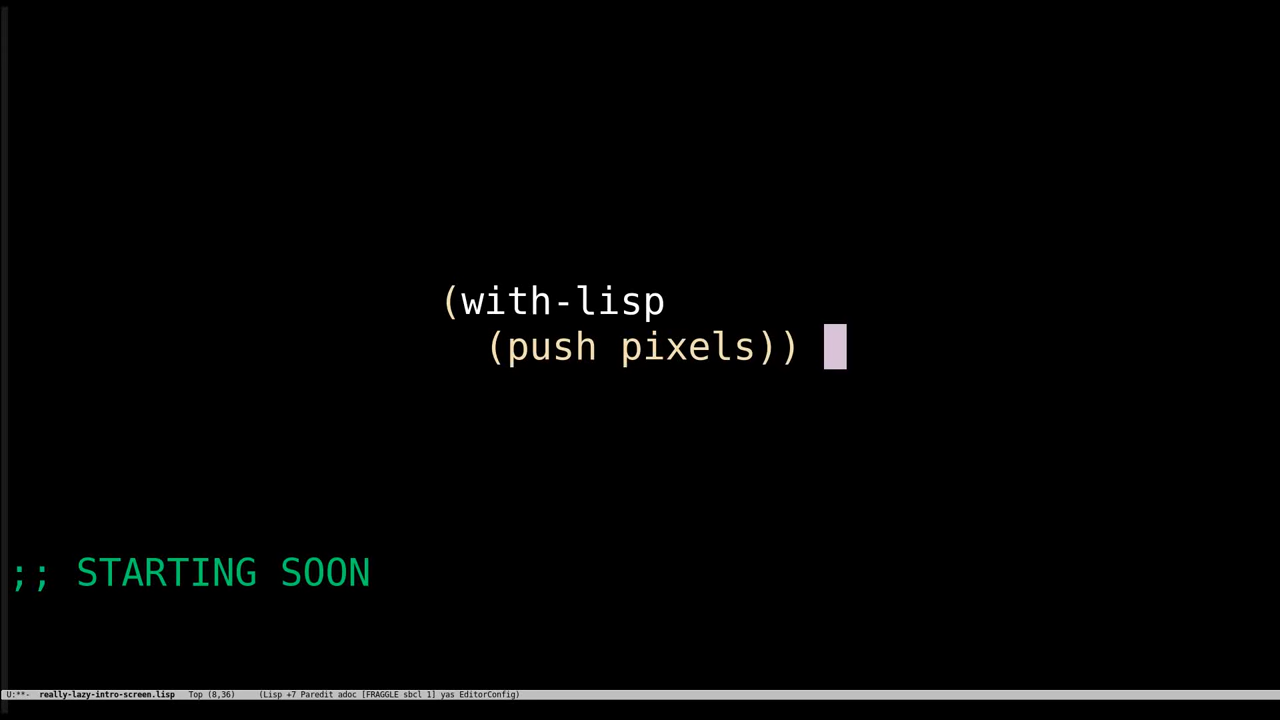 (with-lisp
(push pixels))
;; STARTING SOON
U:**- really-lazy-intro-screen.lisp Top (8,36) (Lisp +7 Paredit adoc [FRAGGLE sbcl 1] yas EditorConfig)